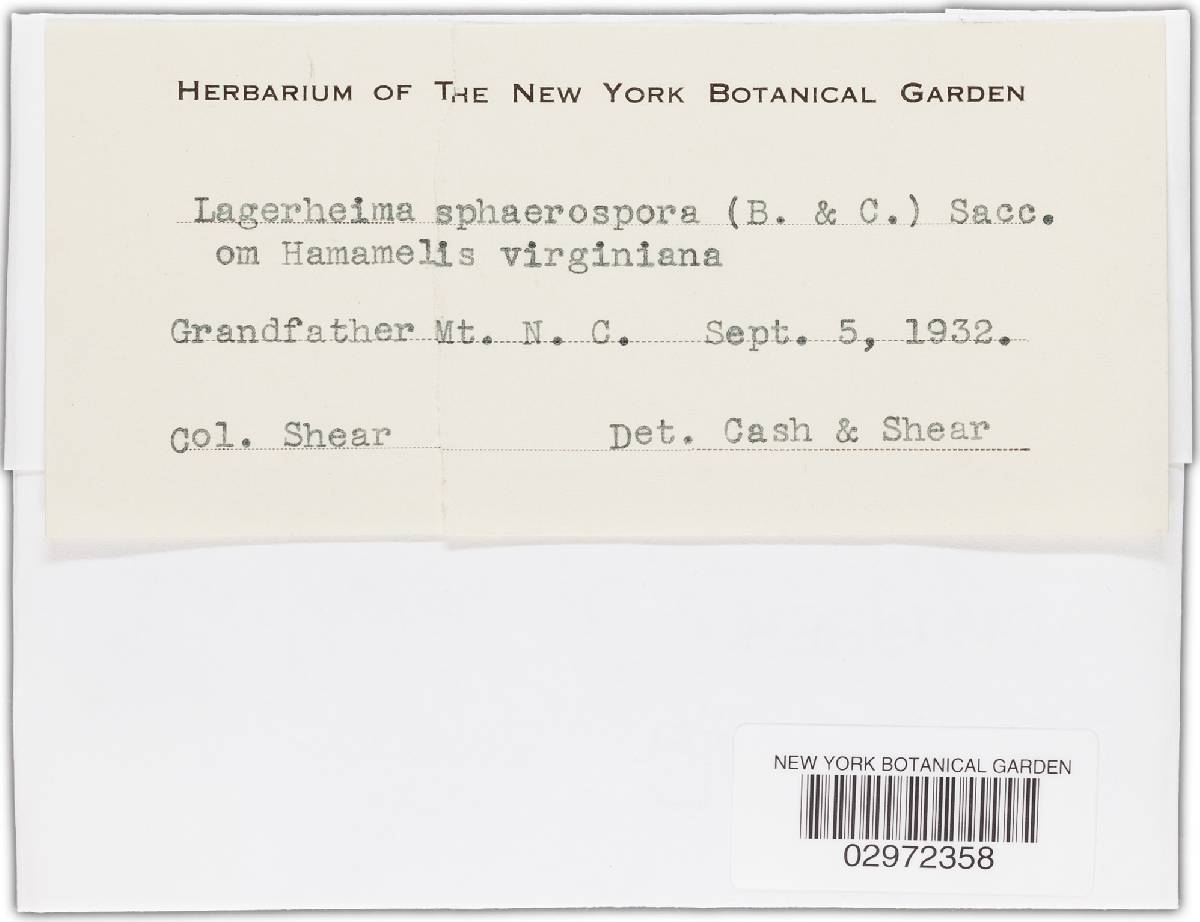 HERBARIUM OF THE NEW YORK BOTANICAL GARDEN
Lagerheima sphaerospora (B. & C.) Sacc.
om Hamamelis virginiana
Grandfather Mt. N. C. Sept. 5, 1932.
Col. Shear Det. Cash & Shear
NEW YORK BOTANICAL GARDEN
02972358